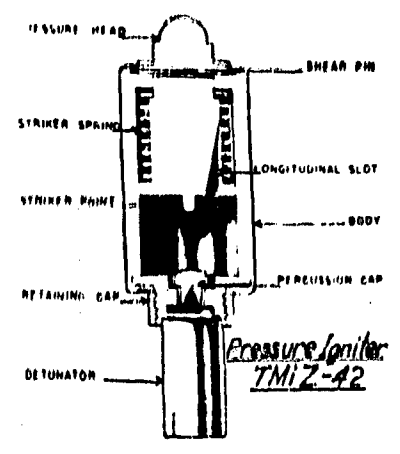 PRESSURE HEAD
SHEAR PIN
STRIKER SPRING
LONGITUDINAL SLOT
STRIKER
BODY
PERCUSSION CAP
RETAINING CAP
DETONATOR
Pressure Igniter
TMiZ-42